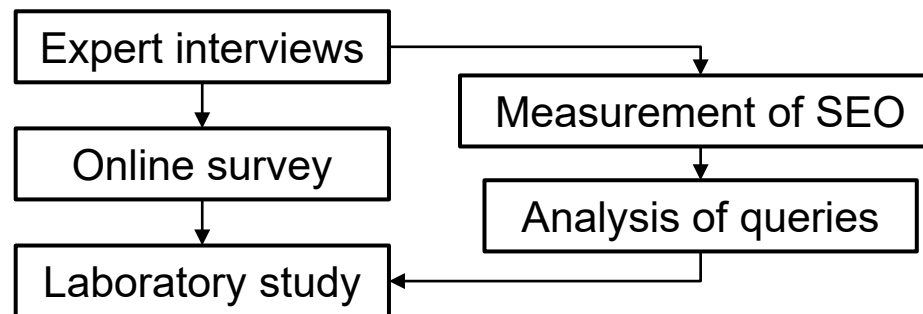 Expert interviews
Measurement of SEO
Online survey
Analysis of queries
Laboratory study